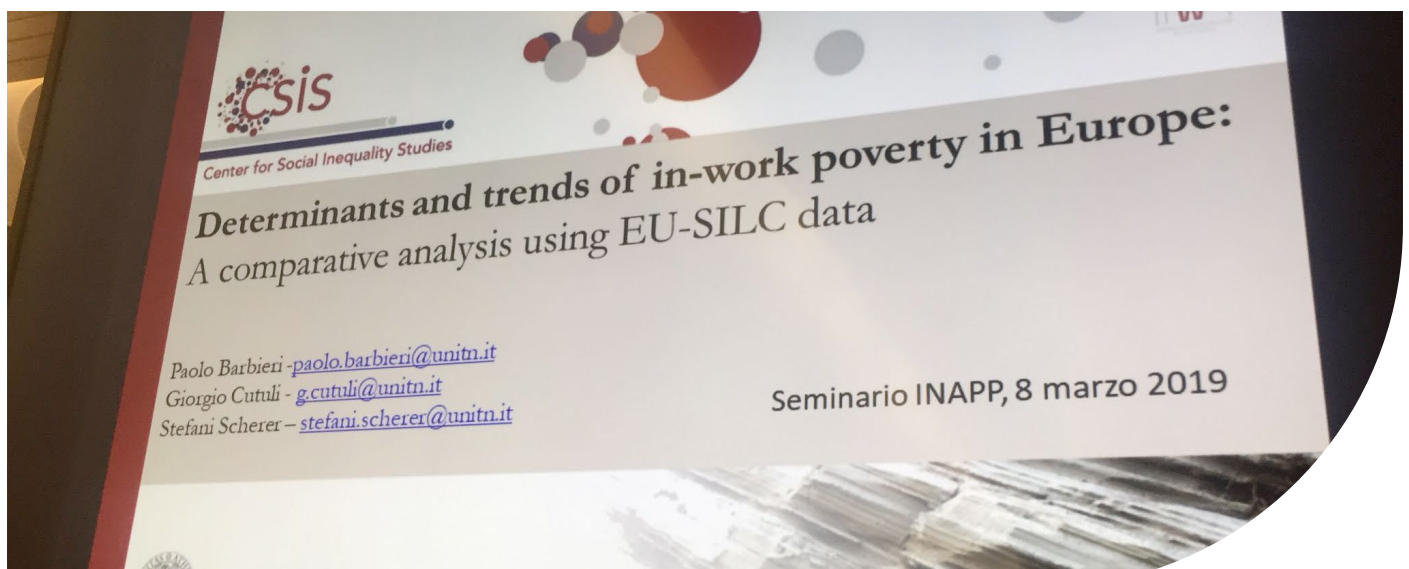 csis
Center for Social Inequality Studies
Determinants and trends of in-work poverty in Europe:
A comparative analysis using EU-SILC data
Paolo Barbieri -paolo.barbieri@unitn.it
Giorgio Cutuli - g.cutuli@unitn.it
Stefani Scherer – stefani.scherer@unitn.it
Seminario INAPP, 8 marzo 2019